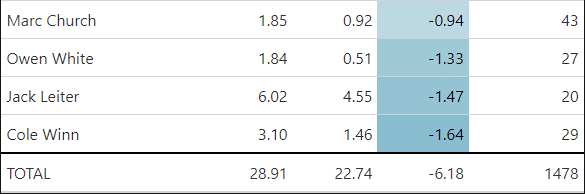 Marc Church 1.85 0.92 -0.94 43
Owen White 1.84 0.51 -1.33 27
Jack Leiter 6.02 4.55 -1.47 20
Cole Winn 3.10 1.46 -1.64 29
TOTAL 28.91 22.74 -6.18 1478